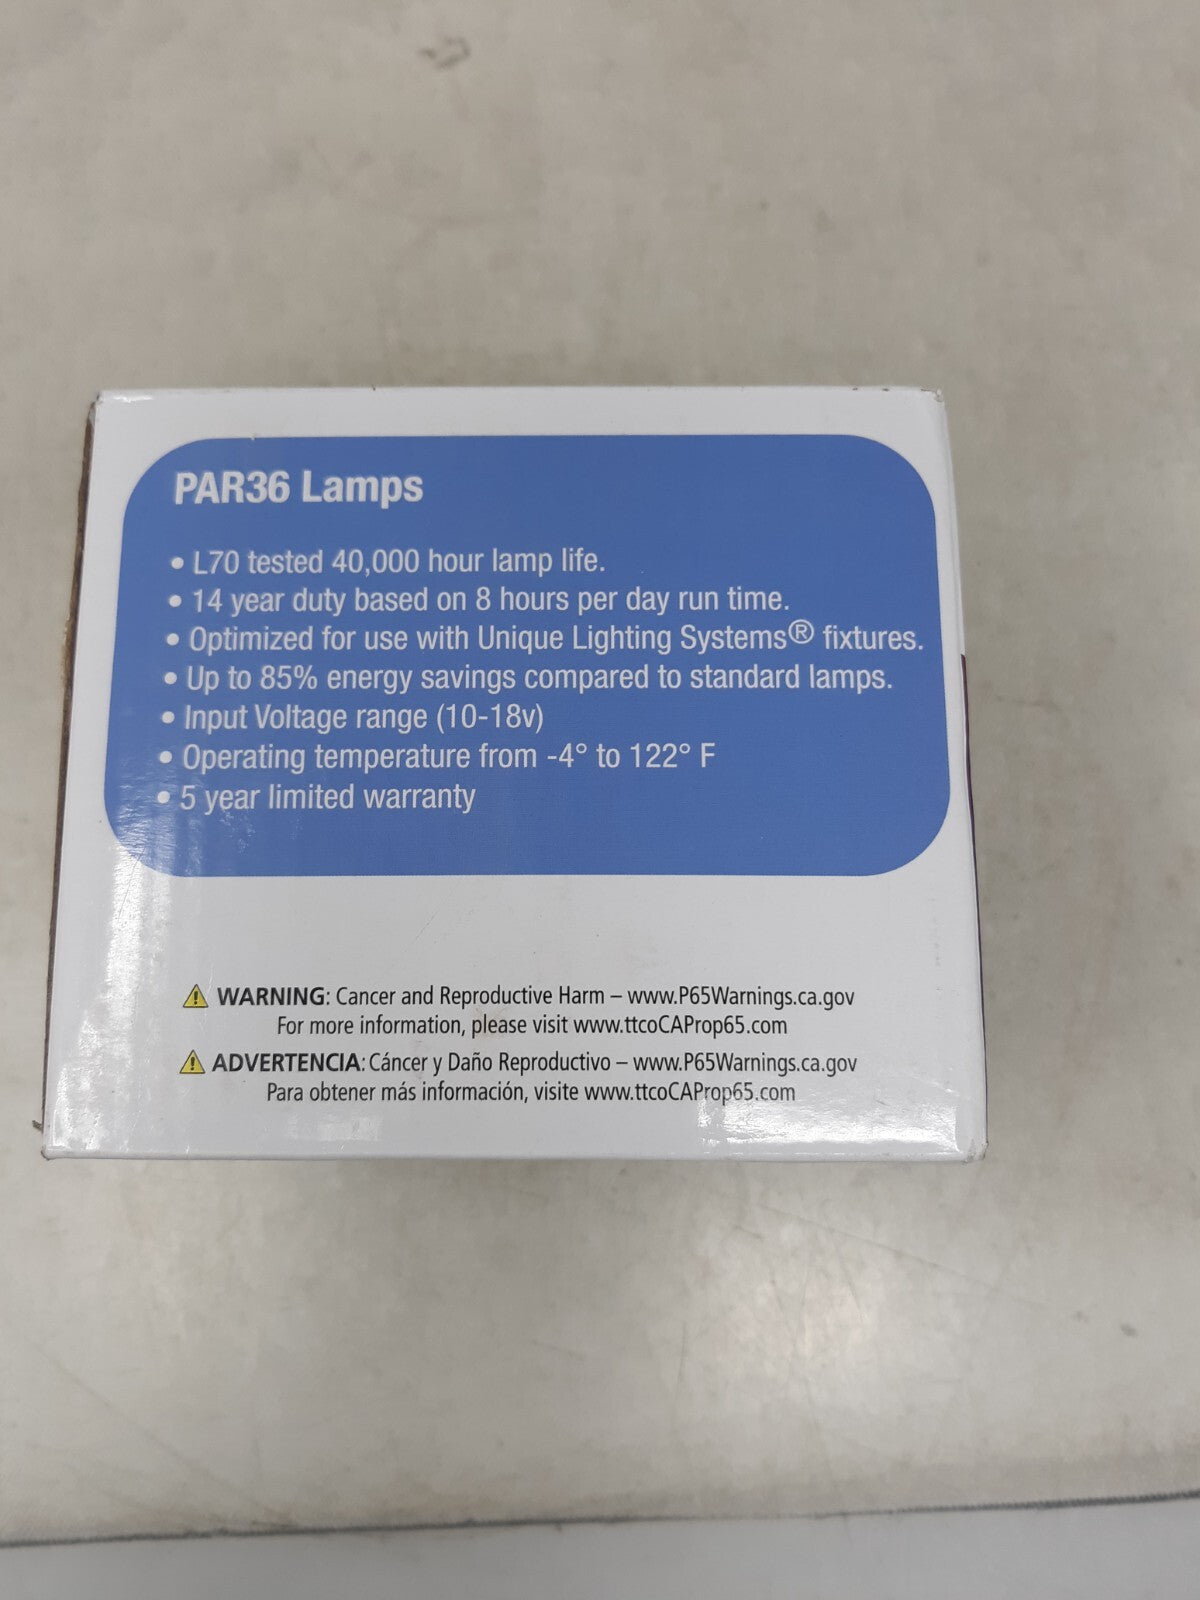 PAR36 Lamps
• L70 tested 40,000 hour lamp life.
• 14 year duty based on 8 hours per day run time.
• Optimized for use with Unique Lighting Systems® fixtures.
• Up to 85% energy savings compared to standard lamps.
• Input Voltage range (10-18v)
• Operating temperature from -4° to 122° F
• 5 year limited warranty
⚠ WARNING: Cancer and Reproductive Harm – www.P65Warnings.ca.gov
For more information, please visit www.ttcoCAProp65.com
⚠ ADVERTENCIA: Cáncer y Daño Reproductivo – www.P65Warnings.ca.gov
Para obtener más información, visite www.ttcoCAProp65.com